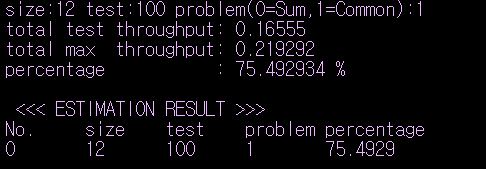 size:12 test:100 problem(0=Sum,1=Common):1
total test throughput: 0.16555
total max  throughput: 0.219292
percentage           : 75.492934 %
<<< ESTIMATION RESULT >>>
No.     size     test     problem percentage
0       12       100      1       75.4929